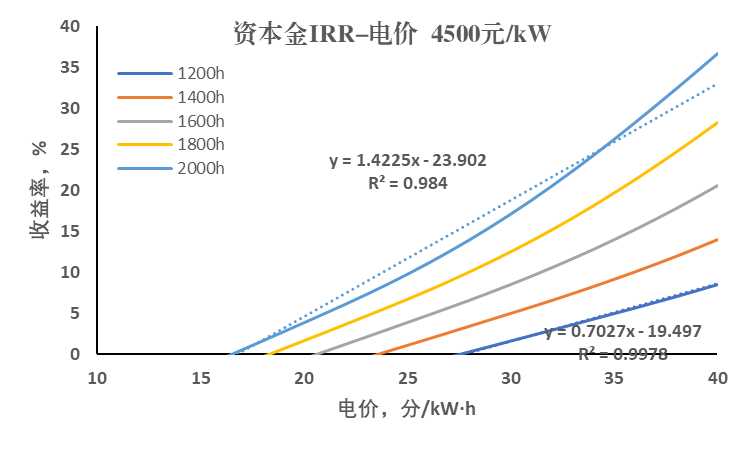 资本金IRR–电价 4500元/kW
40
35
30
25
20
15
10
5
0
收益率，%
1200h
1400h
1600h
1800h
2000h
y = 1.4225x - 23.902
R² = 0.984
y = 0.7027x - 19.497
R² = 0.9978
10 15 20 25 30 35 40
电价，分/kW·h